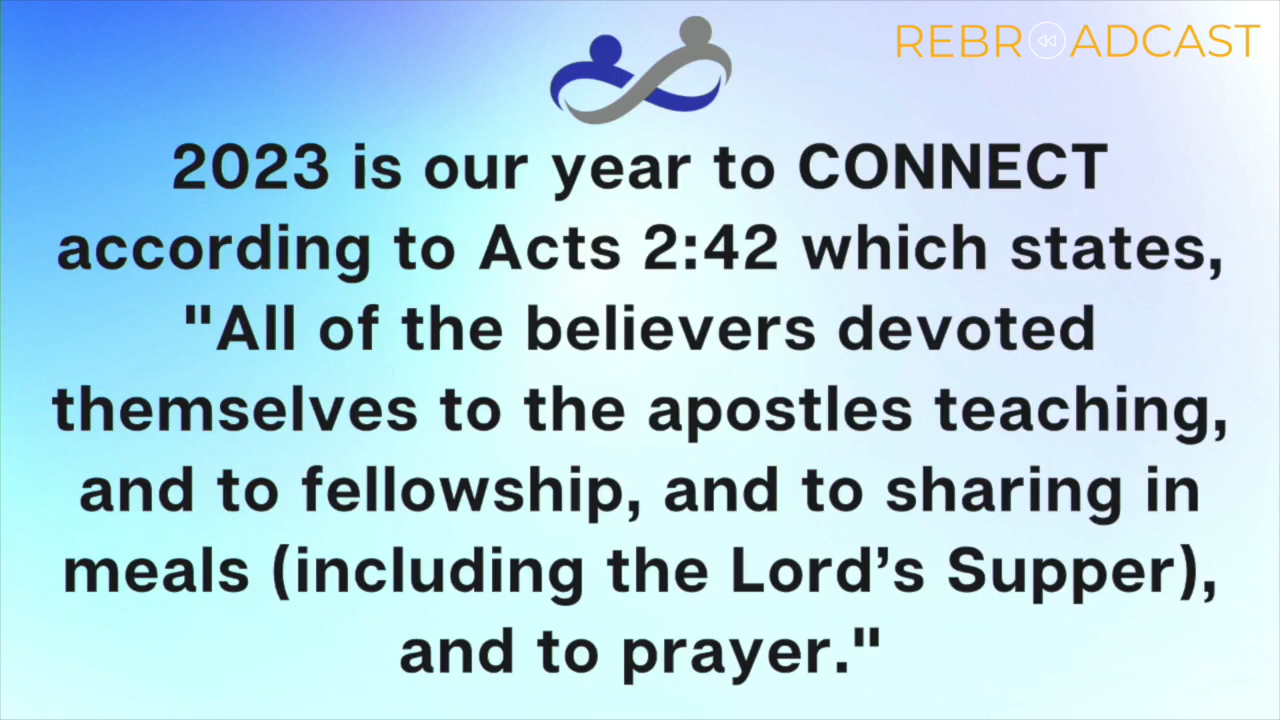 REBROADCAST
2023 is our year to CONNECT
according to Acts 2:42 which states,
"All of the believers devoted
themselves to the apostles teaching,
and to fellowship, and to sharing in
meals (including the Lord’s Supper),
and to prayer."